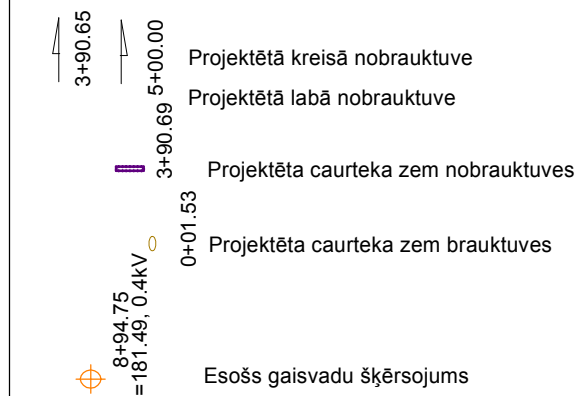 3+90.65
5+00.00
Projektētā kreisā nobrauktuve
Projektētā labā nobrauktuve
3+90.69
Projektēta caurteka zem nobrauktuves
0+01.53
Projektēta caurteka zem brauktuves
8+94.75
=181.49, 0.4kV
Esošs gaisvadu šķērsojums